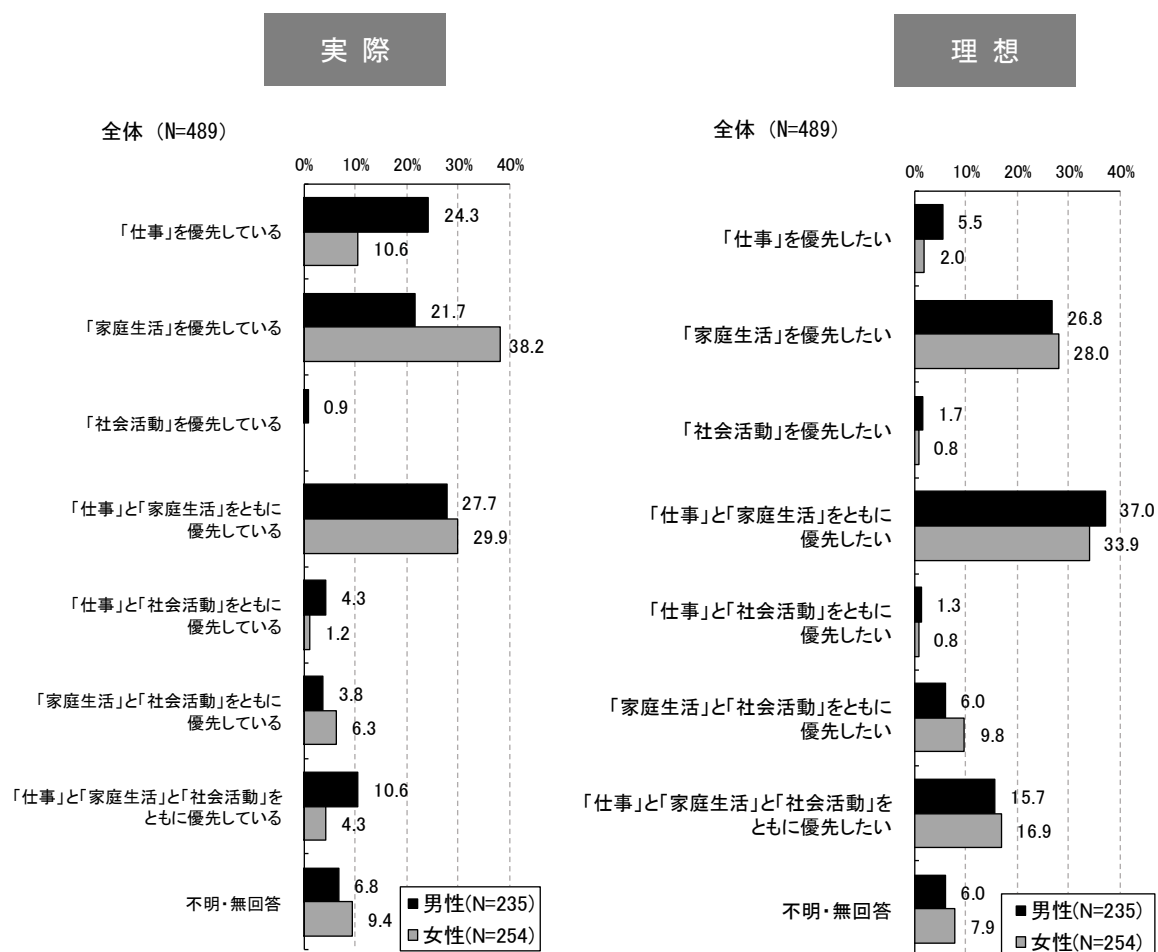 実 際
全体 (N=489)
0% 10% 20% 30% 40%
「仕事」を優先している
24.3
10.6
「家庭生活」を優先している
21.7
38.2
「社会活動」を優先している
0.9
「仕事」と「家庭生活」をともに
優先している
27.7
29.9
「仕事」と「社会活動」をともに
優先している
4.3
1.2
「家庭生活」と「社会活動」をともに
優先している
3.8
6.3
「仕事」と「家庭生活」と「社会活動」を
ともに優先している
10.6
4.3
不明・無回答
6.8
9.4
男性(N=235)
女性(N=254)
理 想
全体 (N=489)
0% 10% 20% 30% 40%
「仕事」を優先したい
5.5
2.0
「家庭生活」を優先したい
26.8
28.0
「社会活動」を優先したい
1.7
0.8
「仕事」と「家庭生活」をともに
優先したい
37.0
33.9
「仕事」と「社会活動」をともに
優先したい
1.3
0.8
「家庭生活」と「社会活動」をともに
優先したい
6.0
9.8
「仕事」と「家庭生活」と「社会活動」を
ともに優先したい
15.7
16.9
不明・無回答
6.0
7.9
男性(N=235)
女性(N=254)